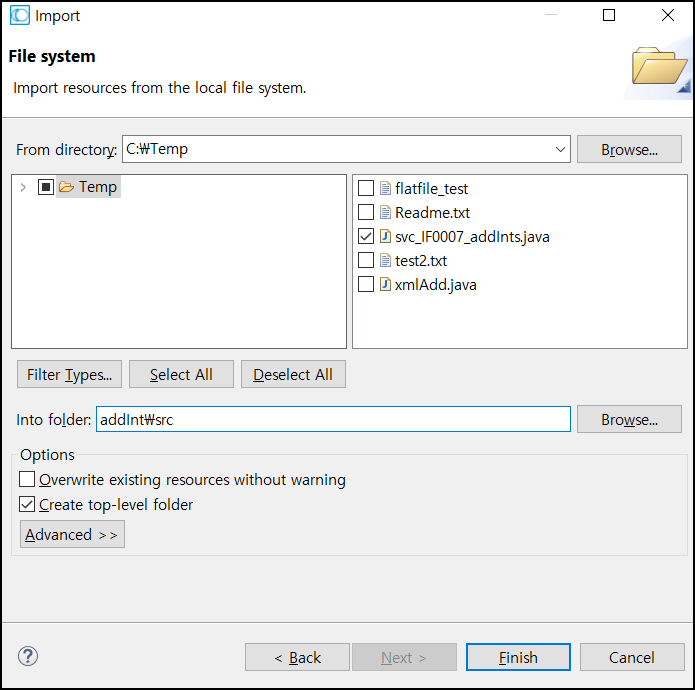 Import
File system
Import resources from the local file system.
From directory: C:₩Temp Browse...
Temp
flatfile_test
Readme.txt
svc_IF0007_addInts.java
test2.txt
xmlAdd.java
Filter Types... Select All Deselect All
Into folder: addInt₩src Browse...
Options
Overwrite existing resources without warning
Create top-level folder
Advanced >>
? < Back Next > Finish Cancel